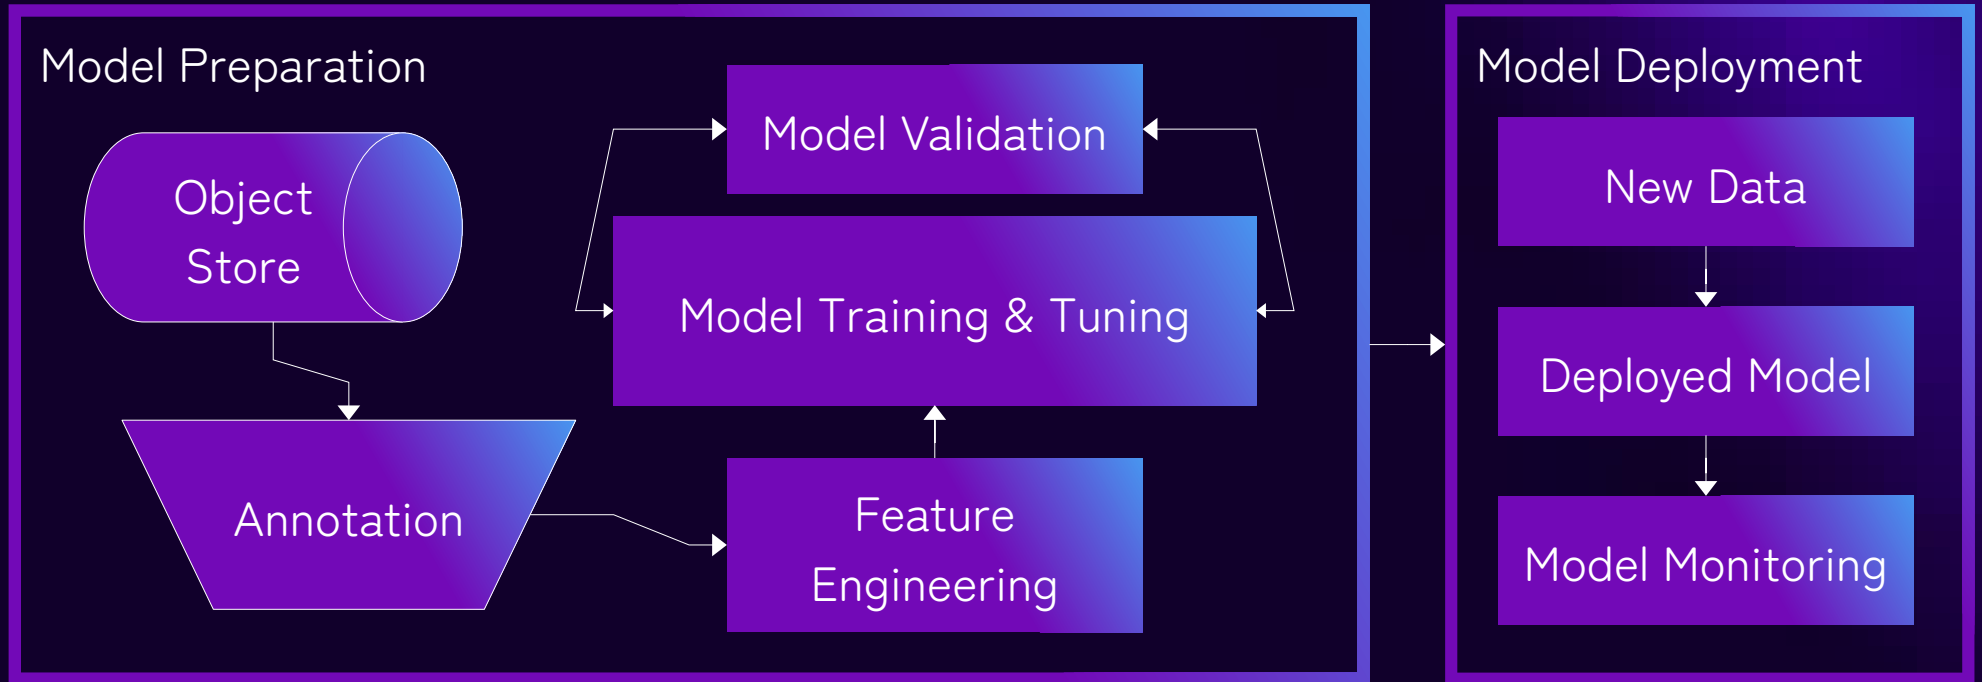 Model Preparation
Object
Store
Annotation
Model Validation
Model Training & Tuning
Feature
Engineering
Model Deployment
New Data
Deployed Model
Model Monitoring